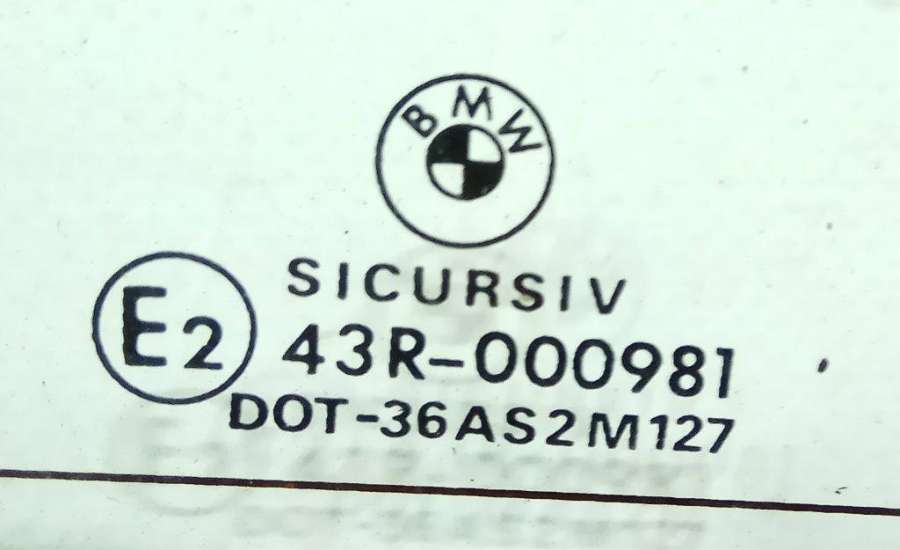 BMW
SICURSIV
E2 43R-000981
DOT-36AS2M127